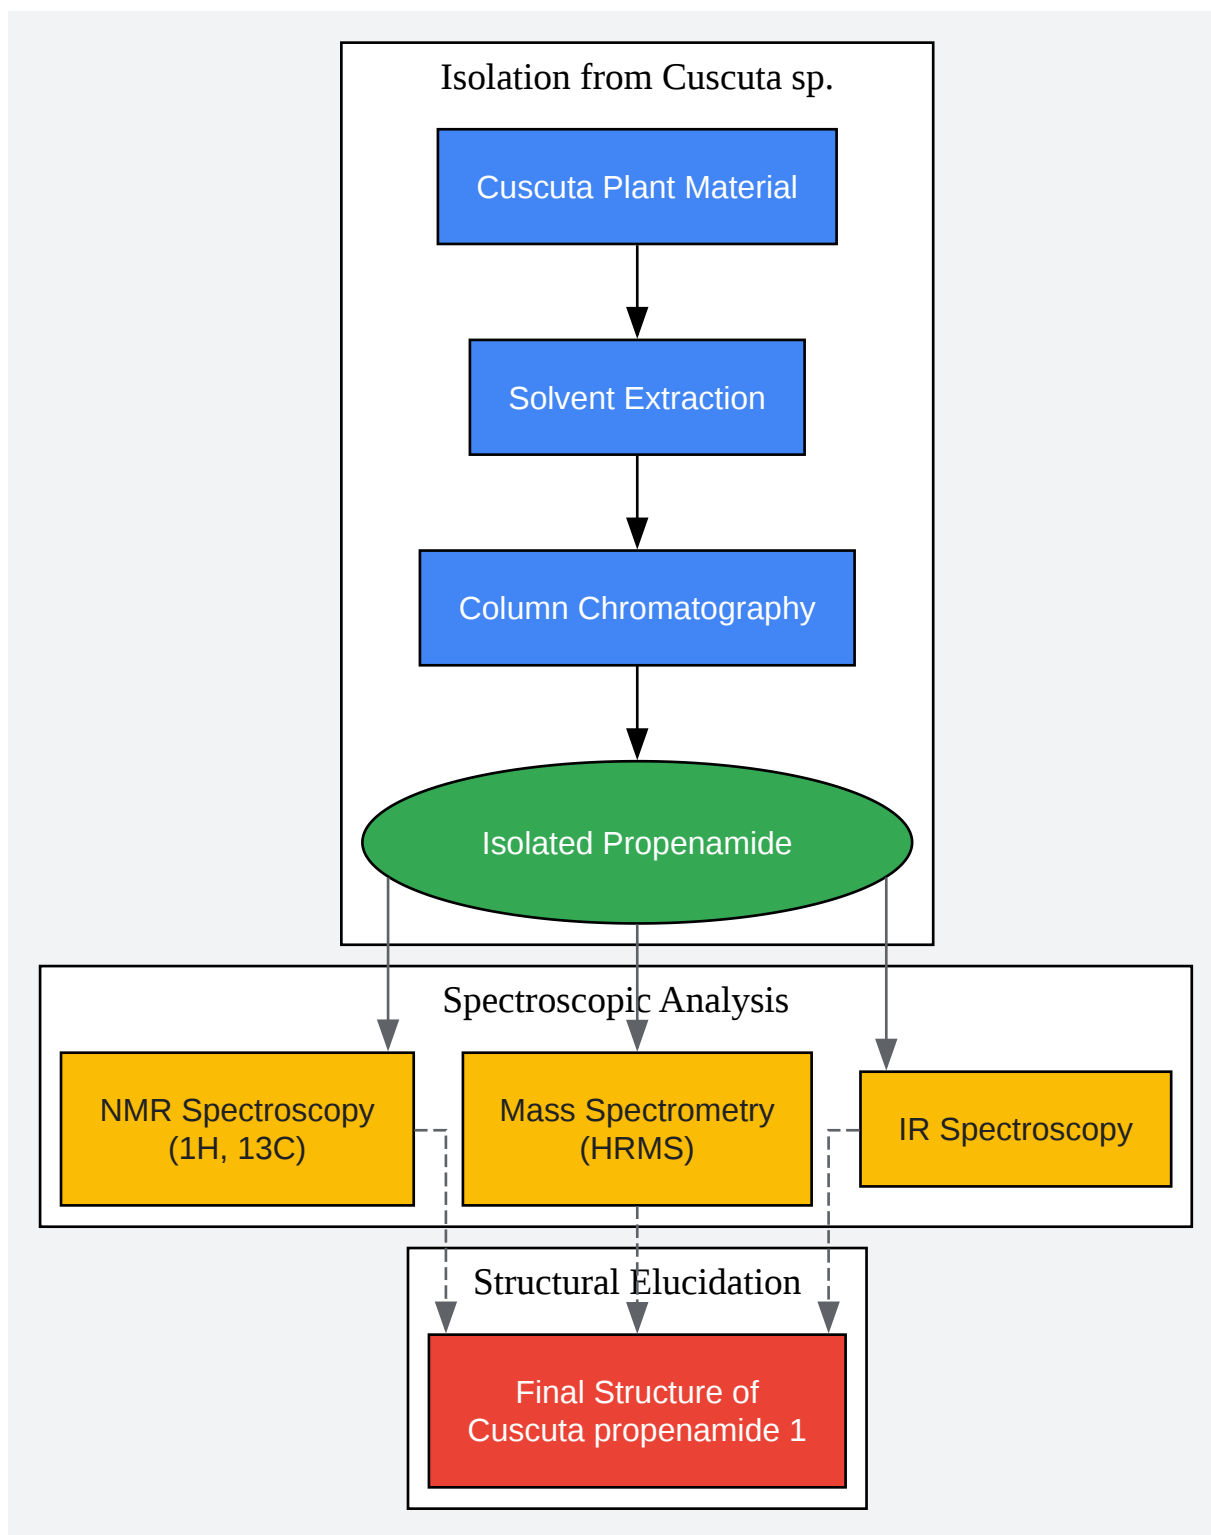 Isolation from Cuscuta sp.
Cuscuta Plant Material
Solvent Extraction
Column Chromatography
Isolated Propenamide
Spectroscopic Analysis
NMR Spectroscopy
(1H, 13C)
Mass Spectrometry
(HRMS)
IR Spectroscopy
Structural Elucidation
Final Structure of
Cuscuta propenamide 1